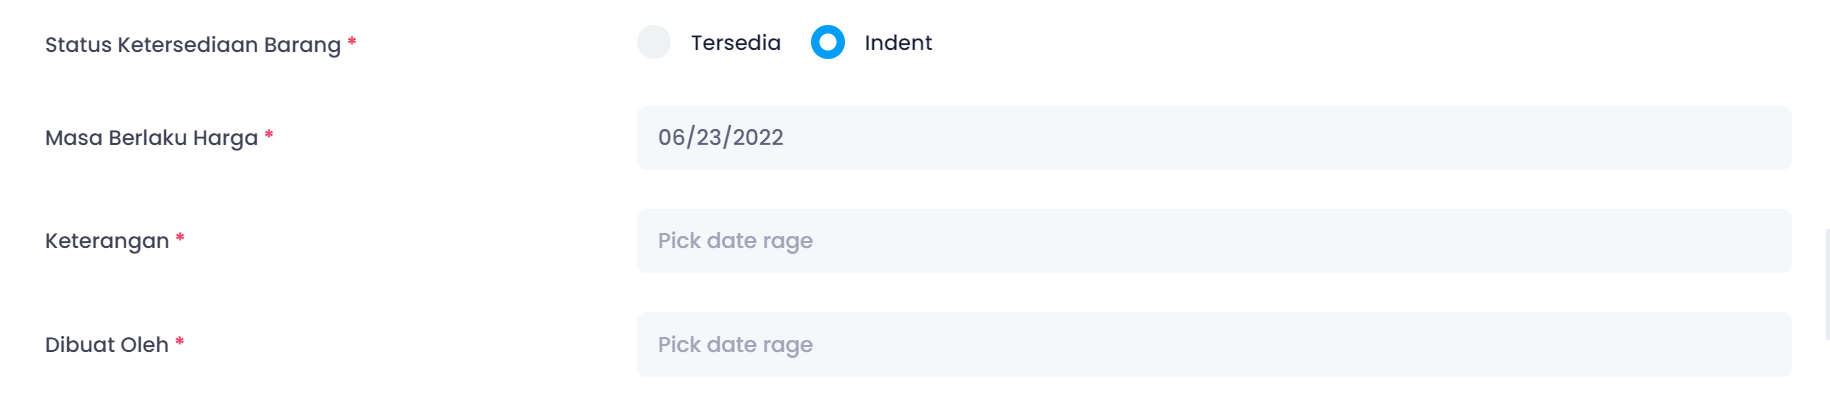 Status Ketersediaan Barang * Tersedia Indent
Masa Berlaku Harga * 06/23/2022
Keterangan * Pick date rage
Dibuat Oleh * Pick date rage